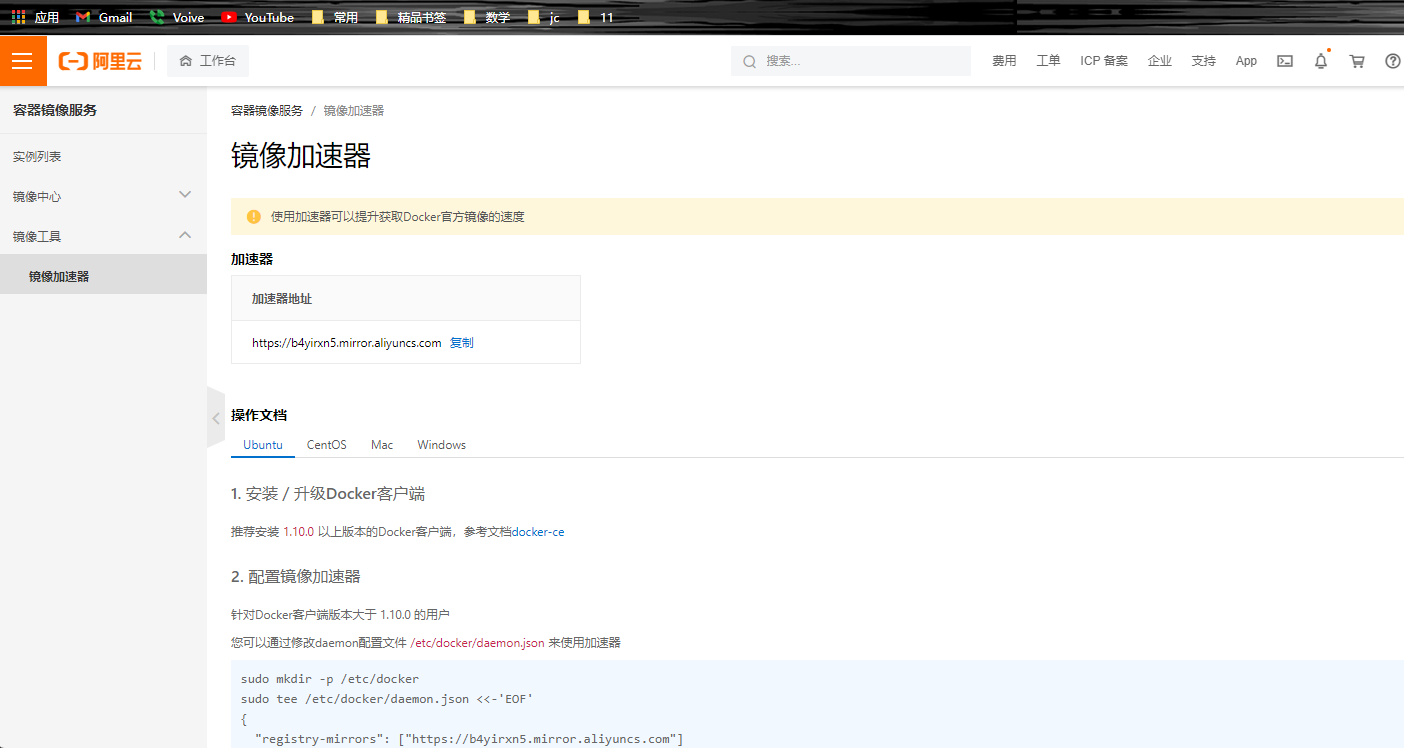 应用 Gmail Voive YouTube 常用 精品书签 数学 jc 11
阿里云 工作台 搜索... 费用 工单 ICP 备案 企业 支持 App
容器镜像服务
实例列表
镜像中心
镜像工具
镜像加速器
容器镜像服务 / 镜像加速器
镜像加速器
使用加速器可以提升获取Docker官方镜像的速度
加速器
加速器地址
https://b4yirxn5.mirror.aliyuncs.com 复制
操作文档
Ubuntu CentOS Mac Windows
1. 安装 / 升级Docker客户端
推荐安装 1.10.0 以上版本的Docker客户端，参考文档docker-ce
2. 配置镜像加速器
针对Docker客户端版本大于 1.10.0 的用户
您可以通过修改daemon配置文件 /etc/docker/daemon.json 来使用加速器
sudo mkdir -p /etc/docker
sudo tee /etc/docker/daemon.json <<-'EOF'
{
"registry-mirrors": ["https://b4yirxn5.mirror.aliyuncs.com"]